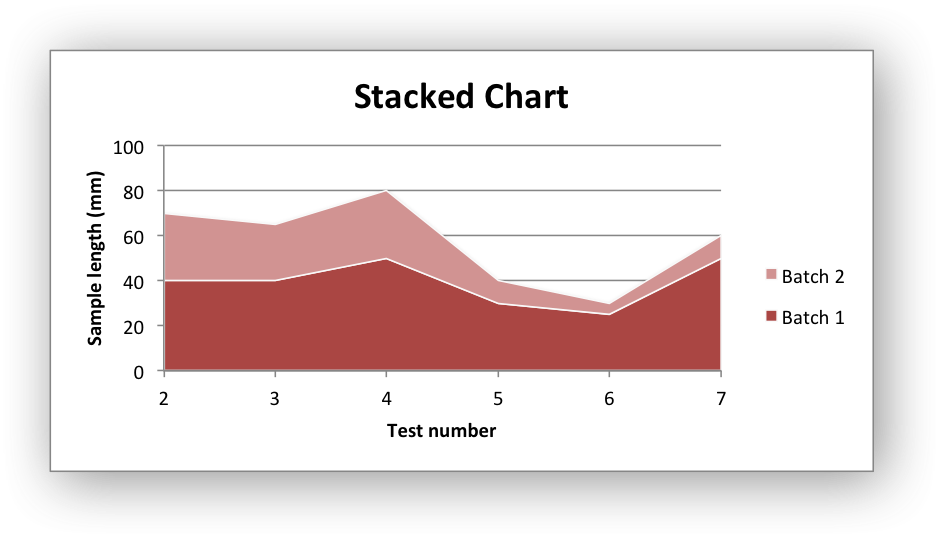 Stacked Chart
Sample length (mm)
100
80
60
40
20
0
2 3 4 5 6 7
Test number
Batch 2
Batch 1